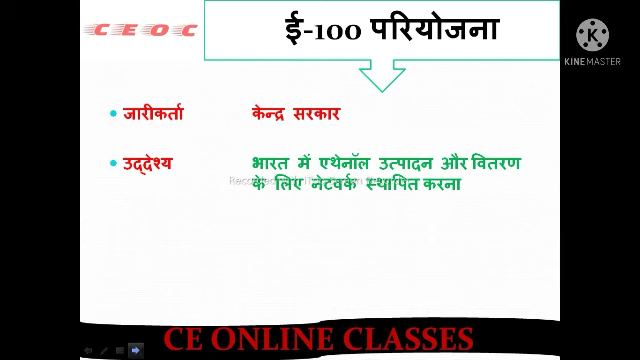 CEOC
ई-100 परियोजना
KINEMASTER
जारीकर्ता केन्द्र सरकार
उद्देश्य भारत में एथेनॉल उत्पादन और वितरण
के लिए नेटवर्क स्थापित करना
CE ONLINE CLASSES